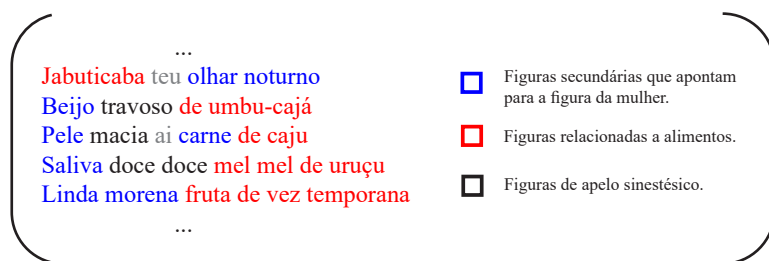 ...
Jabuticaba teu olhar noturno
Beijo travoso de umbu-cajá
Pele macia ai carne de caju
Saliva doce doce mel mel de uruçu
Linda morena fruta de vez temporana
...
Figuras secundárias que apontam
para a figura da mulher.
Figuras relacionadas a alimentos.
Figuras de apelo sinestésico.